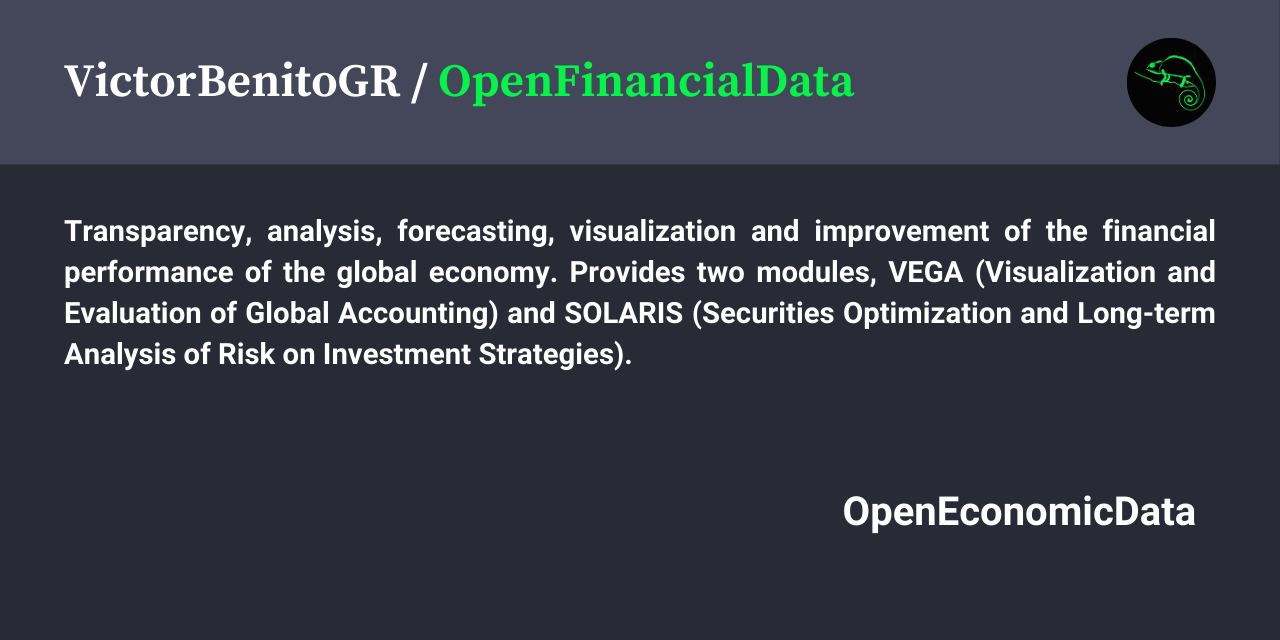 VictorBenitoGR / OpenFinancialData
Transparency, analysis, forecasting, visualization and improvement of the financial
performance of the global economy. Provides two modules, VEGA (Visualization and
Evaluation of Global Accounting) and SOLARIS (Securities Optimization and Long-term
Analysis of Risk on Investment Strategies).
OpenEconomicData